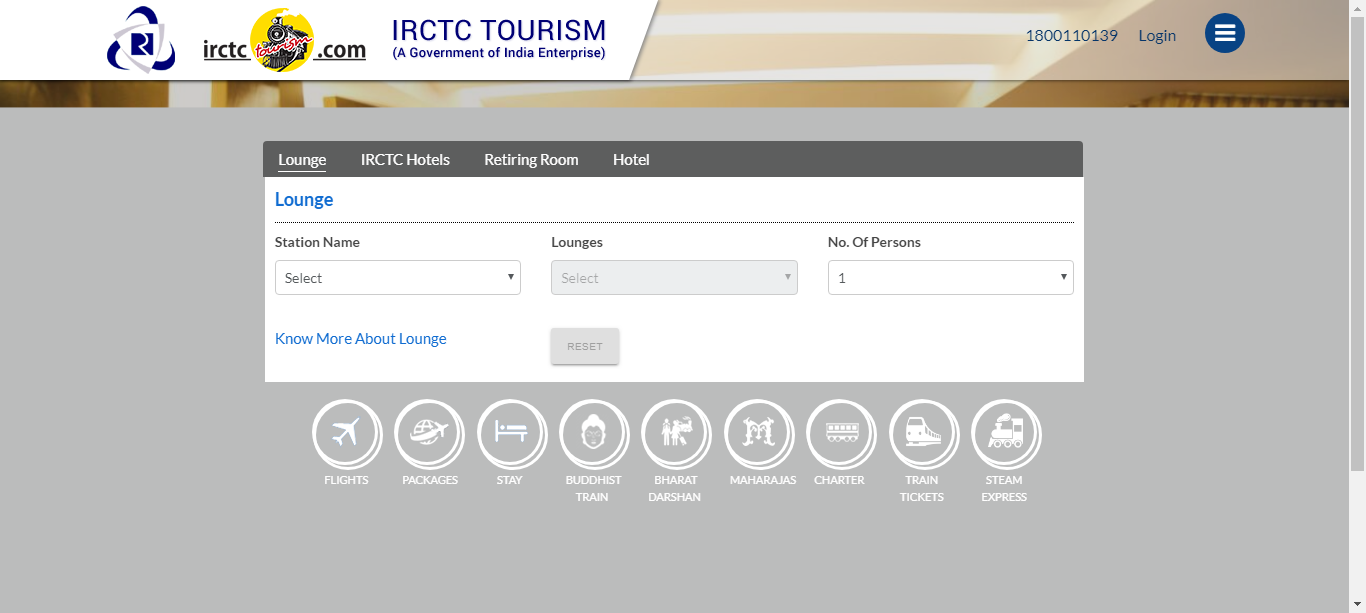 irctc tourism .com
IRCTC TOURISM
(A Government of India Enterprise)
1800110139 Login
Lounge IRCTC Hotels Retiring Room Hotel
Lounge
Station Name Lounges No. Of Persons
Select Select 1
Know More About Lounge RESET
FLIGHTS PACKAGES STAY BUDDHIST TRAIN BHARAT DARSHAN MAHARAJAS CHARTER TRAIN TICKETS STEAM EXPRESS